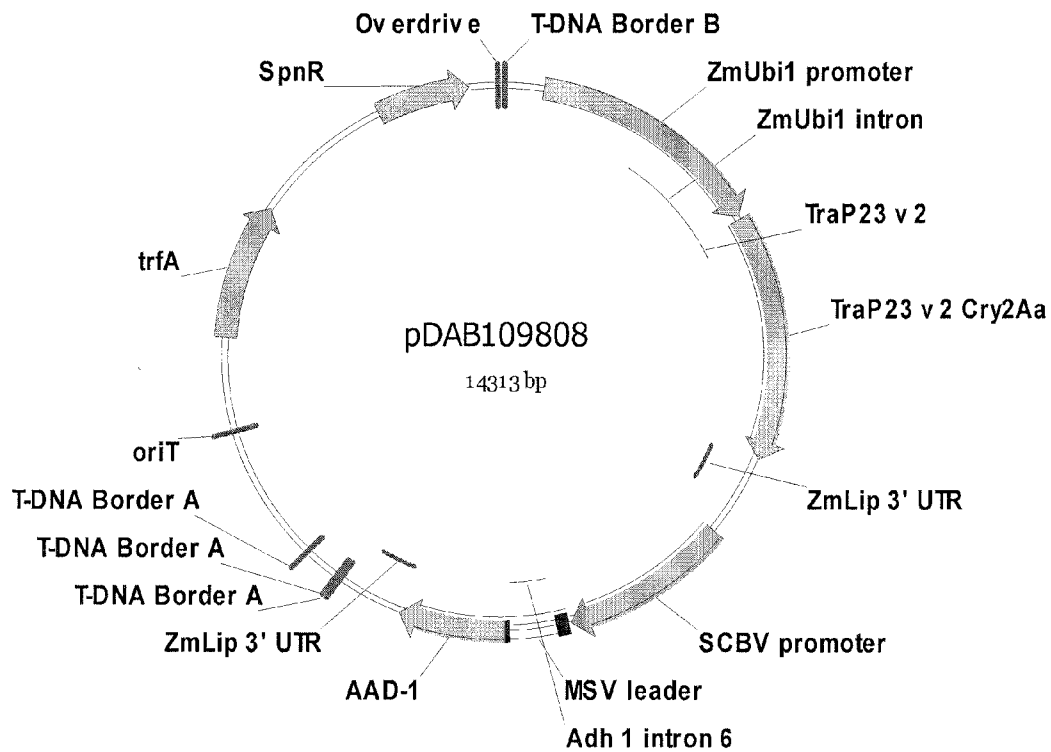 Overdrive
T-DNA Border B
SpnR
ZmUbi1 promoter
ZmUbi1 intron
TraP23 v 2
trfA
TraP23 v 2 Cry2Aa
pDAB109808
14313 bp
oriT
ZmLip 3' UTR
T-DNA Border A
T-DNA Border A
T-DNA Border A
ZmLip 3' UTR
SCBV promoter
AAD-1
MSV leader
Adh 1 intron 6